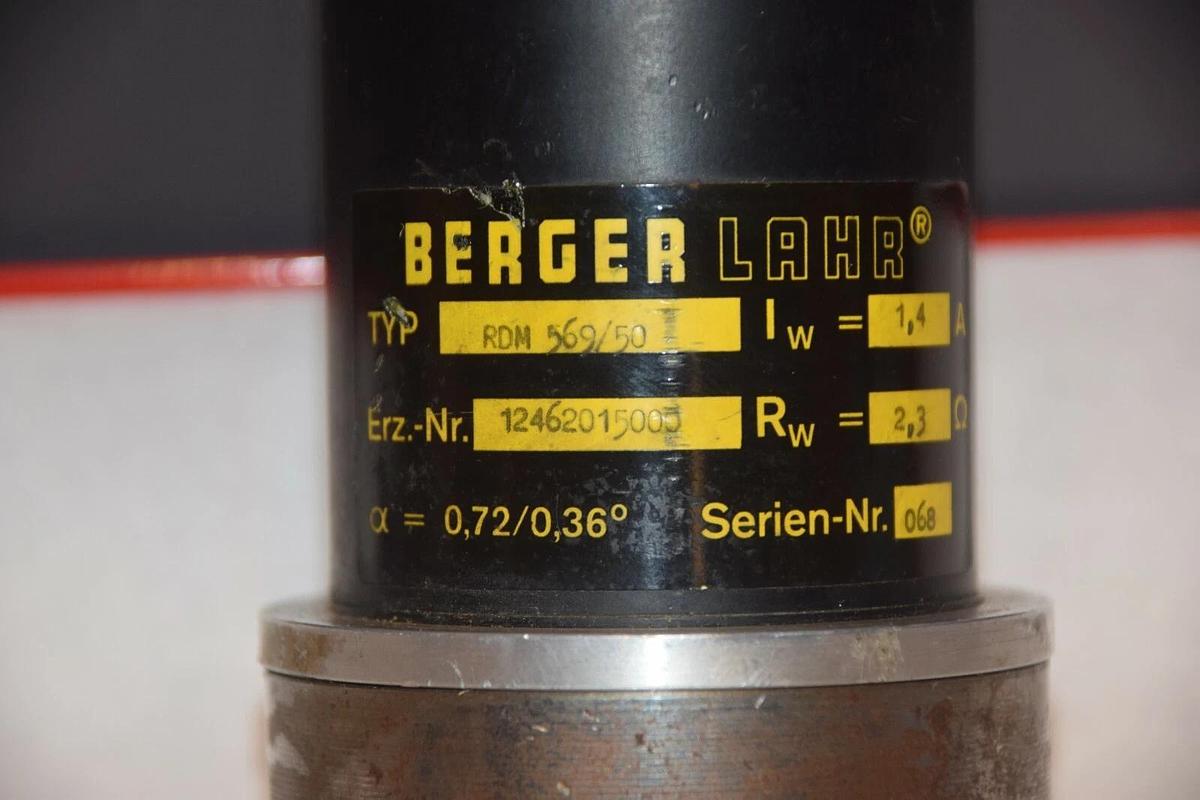 BERGER LAHR®
TYP RDM 569/50 Iw = 1,4 A
Erz.-Nr. Rw = 2,3 Ω
α = 0,72/0,36° Serien-Nr. 068